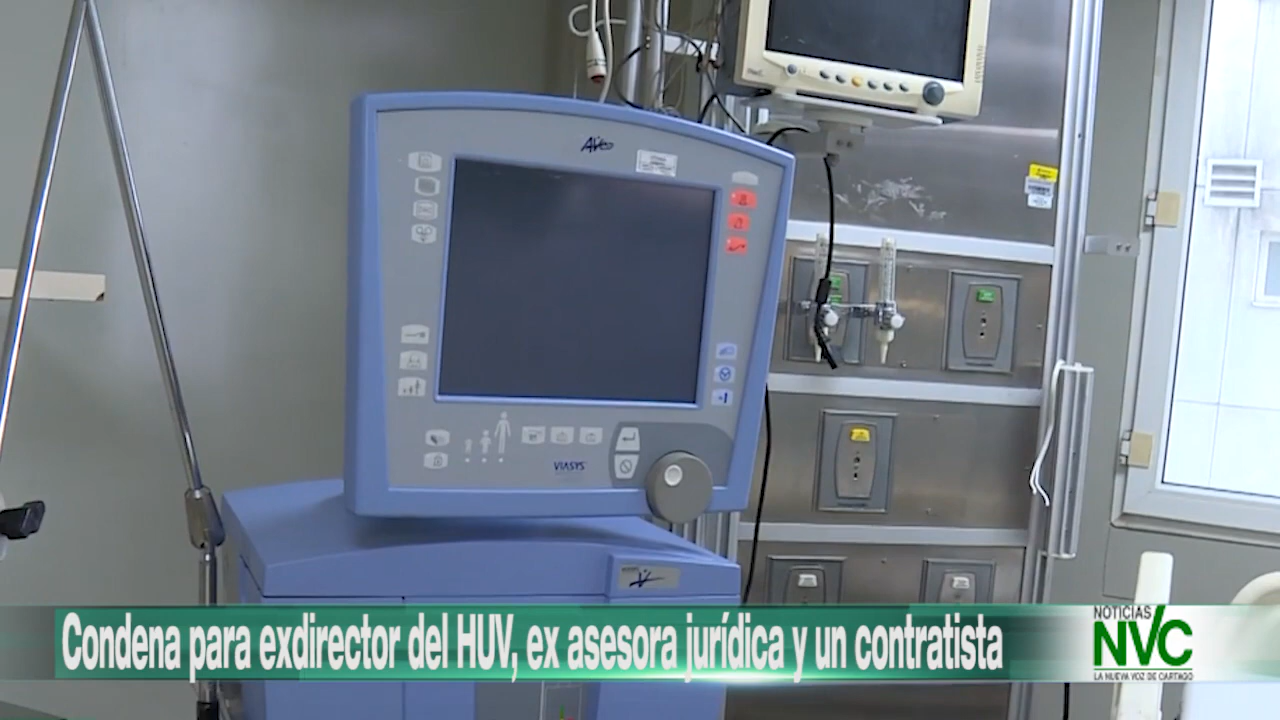 AVEA
VIASYS
Condena para exdirector del HUV, ex asesora jurídica y un contratista
NOTICIAS
NVC
LA NUEVA VOZ DE CARTAGO